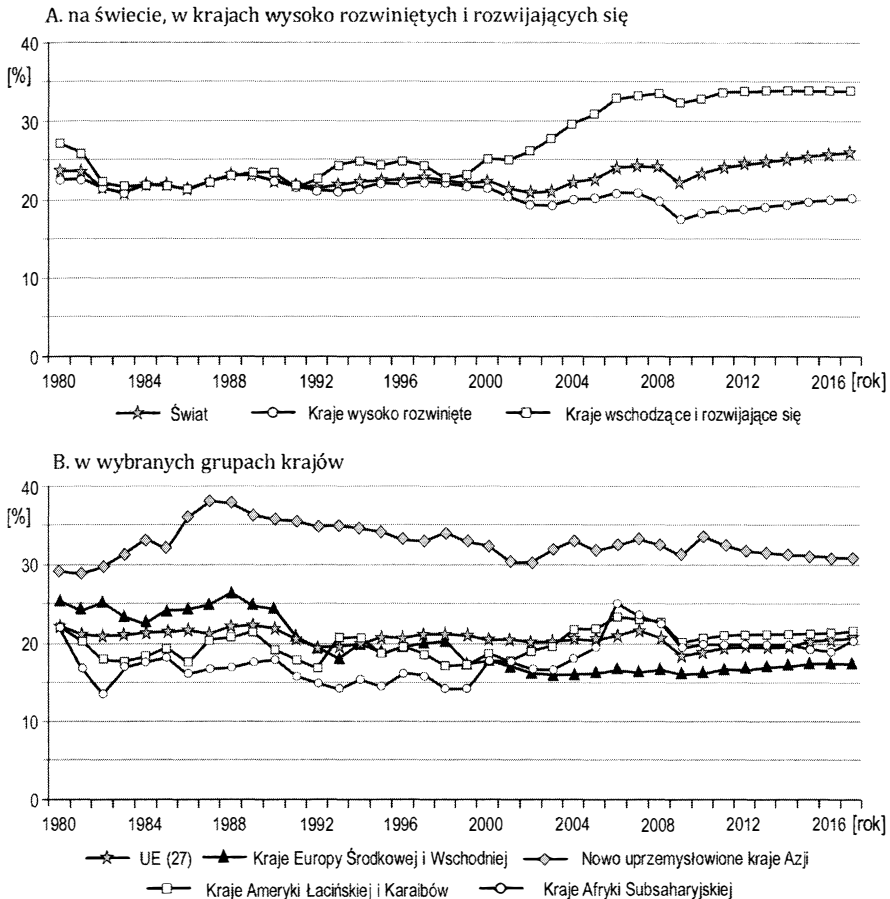 A. na świecie, w krajach wysoko rozwiniętych i rozwijających się
40
[%]
30
20
10
0
1980 1984 1988 1992 1996 2000 2004 2008 2012 2016 [rok]
Świat Kraje wysoko rozwinięte Kraje wschodzące i rozwijające się
B. w wybranych grupach krajów
40
[%]
30
20
10
0
1980 1984 1988 1992 1996 2000 2004 2008 2012 2016 [rok]
UE (27) Kraje Europy Środkowej i Wschodniej Nowo uprzemysłowione kraje Azji
Kraje Ameryki Łacińskiej i Karaibów Kraje Afryki Subsaharyjskiej